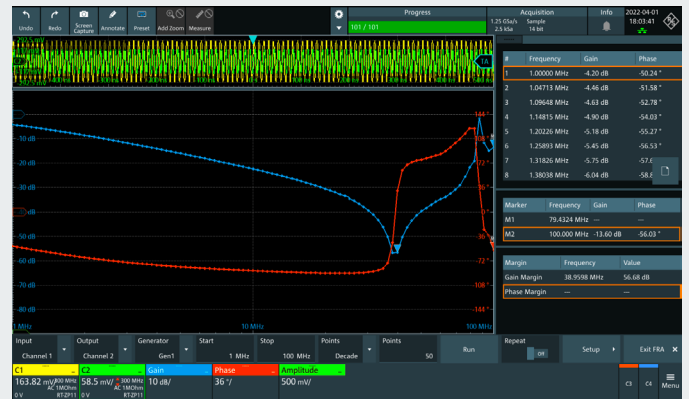 Undo
Redo
Screen Capture
Annotate
Preset
Add Zoom
Measure
Progress
101 / 101
Acquisition
1.25 GSa/s Sample
2.5 kSa 14 bit
Info
2022-04-01
18:03:41
1A
-10 dB
-30 dB
-50 dB
-60 dB
-70 dB
-80 dB
144 °
-72 °
-108 °
-144 °
1 MHz
10 MHz
100 MHz
# Frequency Gain Phase
1 1.00000 MHz -4.20 dB -50.24 °
2 1.04713 MHz -4.46 dB -51.58 °
3 1.09648 MHz -4.63 dB -52.78 °
4 1.14815 MHz -4.90 dB -54.03 °
5 1.20226 MHz -5.18 dB -55.27 °
6 1.25893 MHz -5.45 dB -56.53 °
7 1.31826 MHz -5.75 dB
8 1.38038 MHz -6.04 dB
Marker Frequency Gain Phase
M1 79.4324 MHz — —
M2 100.000 MHz -13.60 dB -56.03 °
Margin Frequency Value
Gain Margin 38.9598 MHz 56.68 dB
Phase Margin — —
Input Output Generator Start Stop Points Points Repeat
Channel 1 Channel 2 Gen1 1 MHz 100 MHz Decade 50 Run Off Setup Exit FRA
C1 C2 Gain Phase Amplitude
163.82 mV/ 58.5 mV/ 300 MHz 10 dB/ 36 °/ 500 mV/
AC 1MOhm AC 1MOhm
0 V RT-ZP11 0 V RT-ZP11
C3 C4 Menu